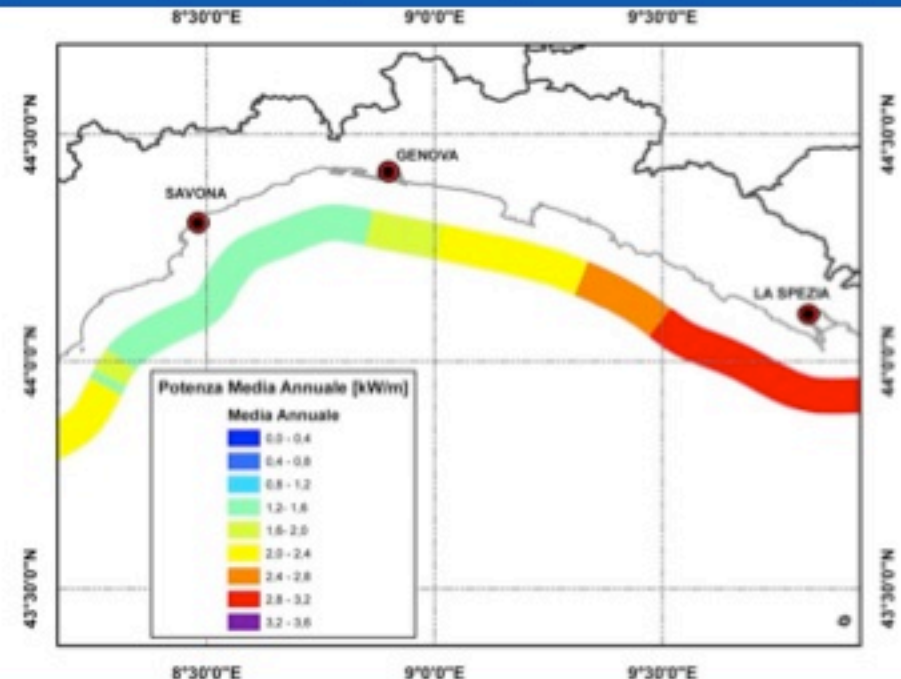 8°30'0"E 9°0'0"E 9°30'0"E
44°30'0"N
44°30'0"N
GENOVA
SAVONA
LA SPEZIA
44°0'0"N
44°0'0"N
Potenza Media Annuale [kW/m]
Media Annuale
0,0 - 0,4
0,4 - 0,8
0,8 - 1,2
1,2- 1,6
1,6- 2,0
2,0 - 2,4
2,4 - 2,8
2,8 - 3,2
3,2 - 3,6
43°30'0"N
43°30'0"N
8°30'0"E 9°0'0"E 9°30'0"E